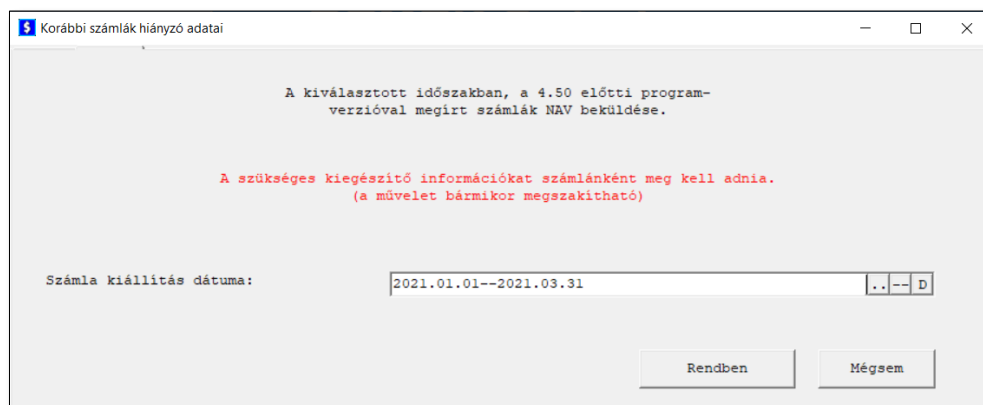 $ Korábbi számlák hiányzó adatai
A kiválasztott időszakban, a 4.50 előtti program-
verzióval megírt számlák NAV beküldése.
A szükséges kiegészítő információkat számlánként meg kell adnia.
(a művelet bármikor megszakítható)
Számla kiállítás dátuma: 2021.01.01--2021.03.31 .. -- D
Rendben Mégsem